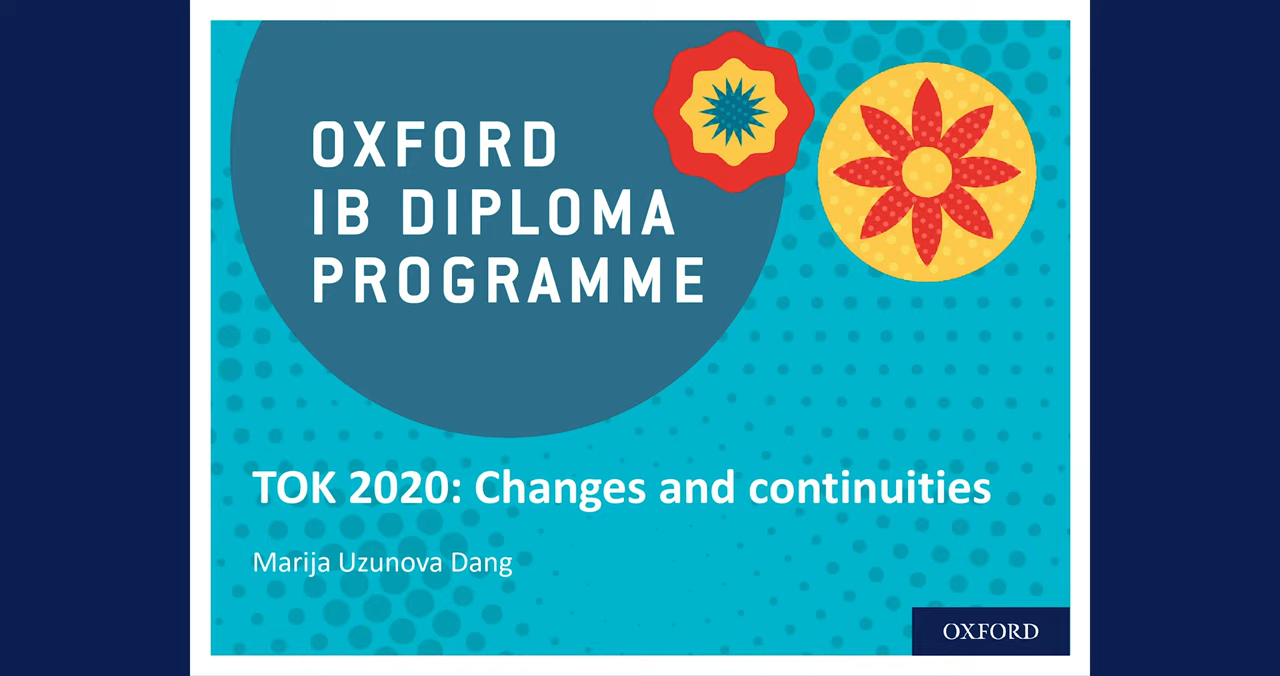 OXFORD
IB DIPLOMA
PROGRAMME
TOK 2020: Changes and continuities
Marija Uzunova Dang
OXFORD